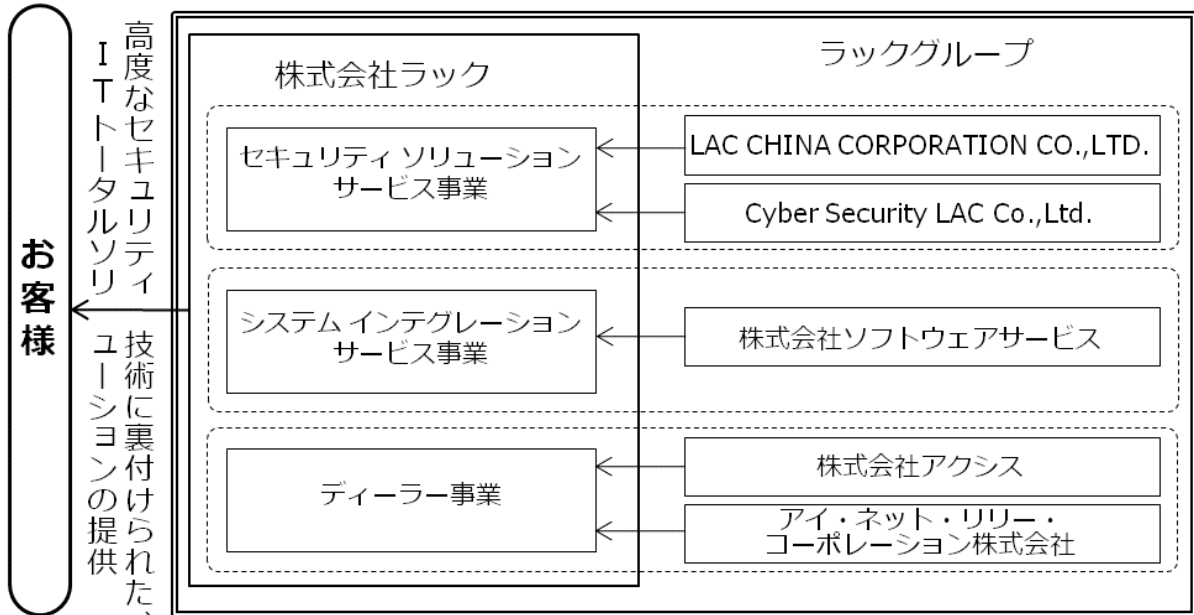 お客様
高度なセキュリティ技術に裏付けられた、
ＩＴトータルソリューションの提供
ラックグループ
株式会社ラック
セキュリティ ソリューション
サービス事業
LAC CHINA CORPORATION CO.,LTD.
Cyber Security LAC Co.,Ltd.
システム インテグレーション
サービス事業
株式会社ソフトウェアサービス
ディーラー事業
株式会社アクシス
アイ・ネット・リリー・
コーポレーション株式会社